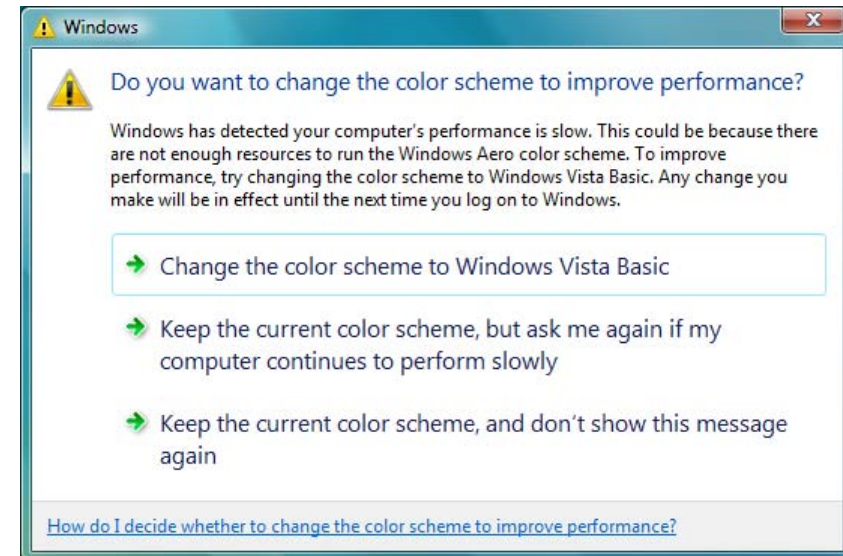 Windows
Do you want to change the color scheme to improve performance?
Windows has detected your computer's performance is slow. This could be because there
are not enough resources to run the Windows Aero color scheme. To improve
performance, try changing the color scheme to Windows Vista Basic. Any change you
make will be in effect until the next time you log on to Windows.
Change the color scheme to Windows Vista Basic
Keep the current color scheme, but ask me again if my
computer continues to perform slowly
Keep the current color scheme, and don't show this message
again
How do I decide whether to change the color scheme to improve performance?